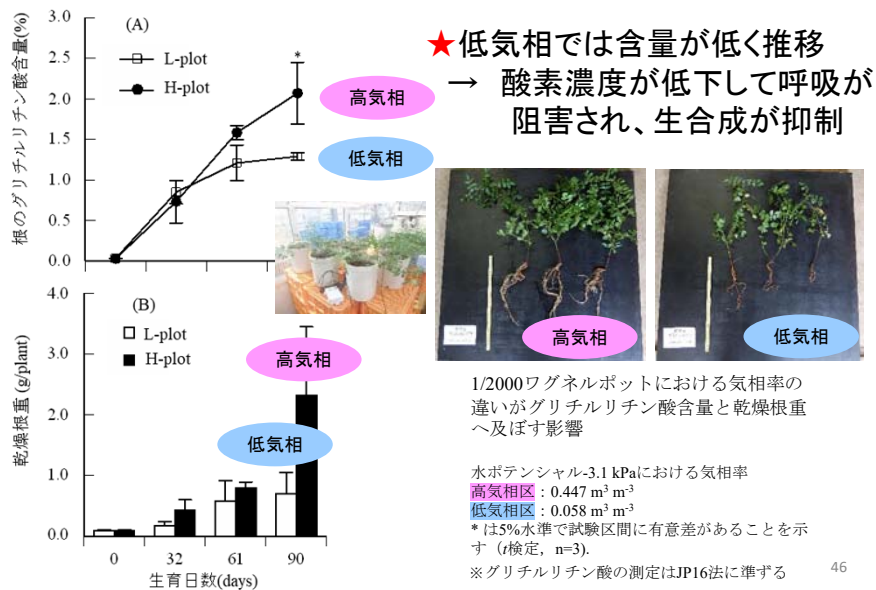 ★低気相では含量が低く推移
→ 酸素濃度が低下して呼吸が
阻害され、生合成が抑制
根のグリチルリチン酸含量(%)
3.0
2.5
2.0
1.5
1.0
0.5
0.0
(A)
L-plot
H-plot
*
高気相
低気相
乾燥根重 (g/plant)
4.0
3.0
2.0
1.0
0.0
(B)
L-plot
H-plot
高気相
低気相
0 32 61 90
生育日数(days)
高気相
低気相
1/2000ワグネルポットにおける気相率の
違いがグリチルリチン酸含量と乾燥根重
へ及ぼす影響
水ポテンシャル-3.1 kPaにおける気相率
高気相区：0.447 m³ m⁻³
低気相区：0.058 m³ m⁻³
* は5%水準で試験区間に有意差があることを示
す（t検定，n=3).
※グリチルリチン酸の測定はJP16法に準ずる
46